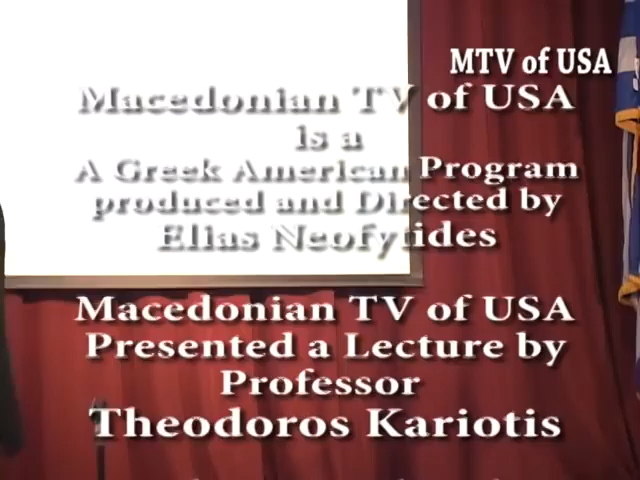 MTV of USA
Macedonian TV of USA
is a
A Greek American Program
produced and Directed by
Elias Neofytides
Macedonian TV of USA
Presented a Lecture by
Professor
Theodoros Kariotis